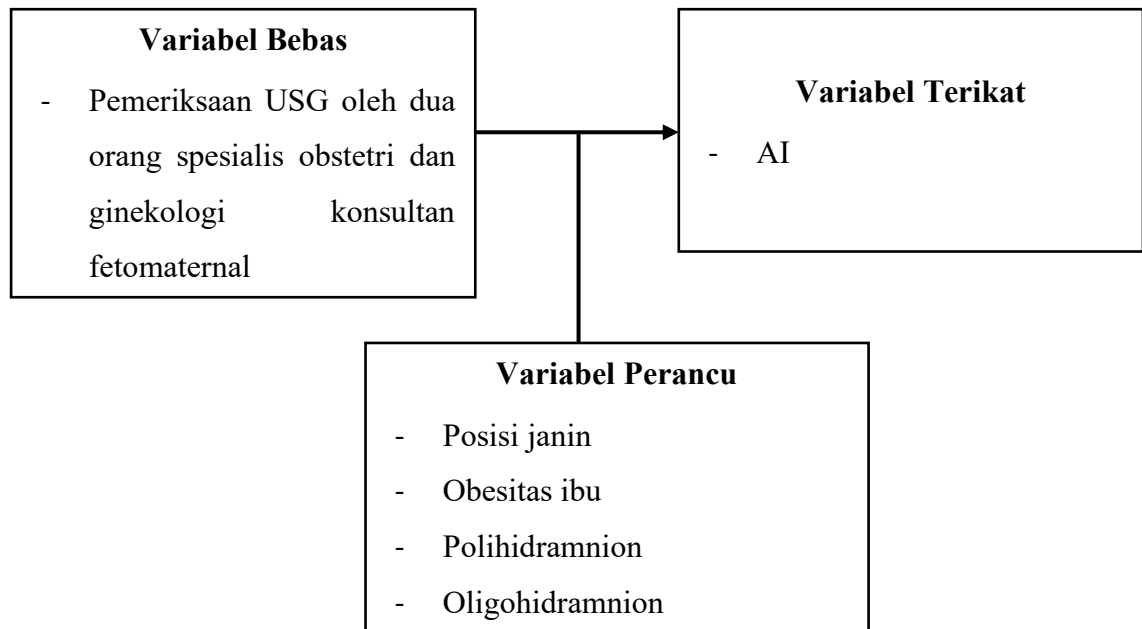 Variabel Bebas
- Pemeriksaan USG oleh dua
orang spesialis obstetri dan
ginekologi konsultan
fetomaternal
Variabel Terikat
- AI
Variabel Perancu
- Posisi janin
- Obesitas ibu
- Polihidramnion
- Oligohidramnion